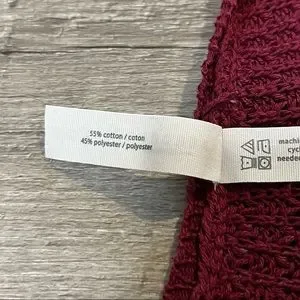 55% cotton / coton
45% polyester / polyester
machi
cycl
neede